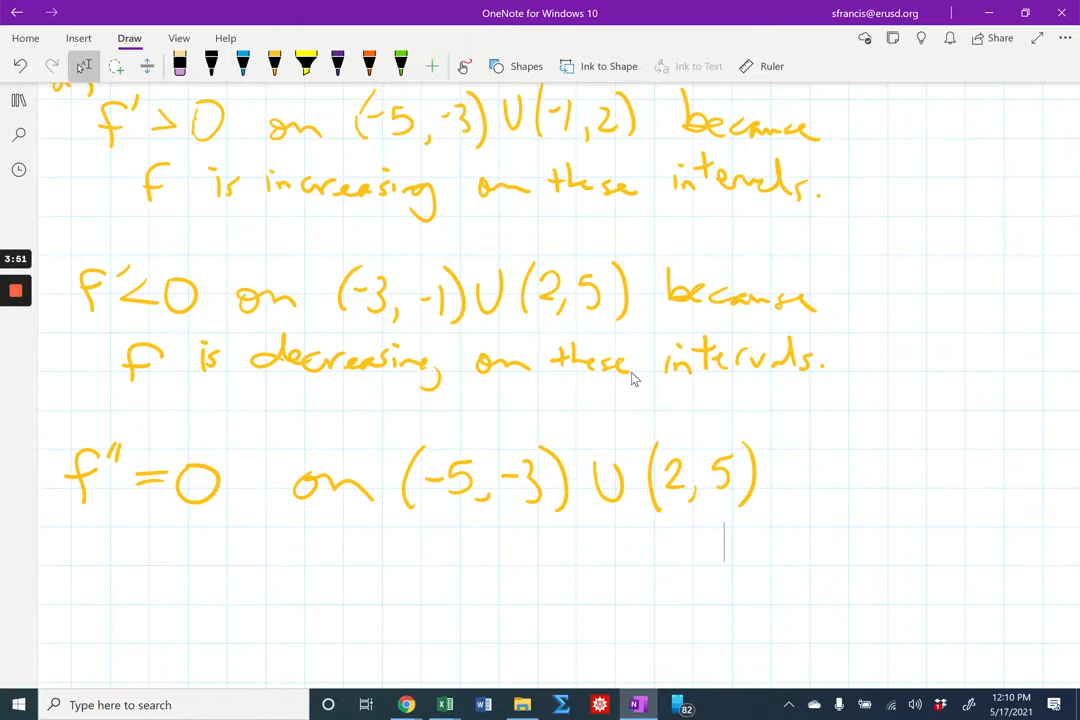 OneNote for Windows 10
sfrancis@erusd.org
Home
Insert
Draw
View
Help
Shapes
Ink to Shape
Ink to Text
Ruler
Share
f' > 0 on (-5, -3) U (-1, 2) because
f is increasing on these intervals.
3:51
f' < 0 on (-3, -1) U (2, 5) because
f is decreasing on these intervals.
f'' = 0 on (-5, -3) U (2, 5)
Type here to search
82
12:10 PM
5/17/2021